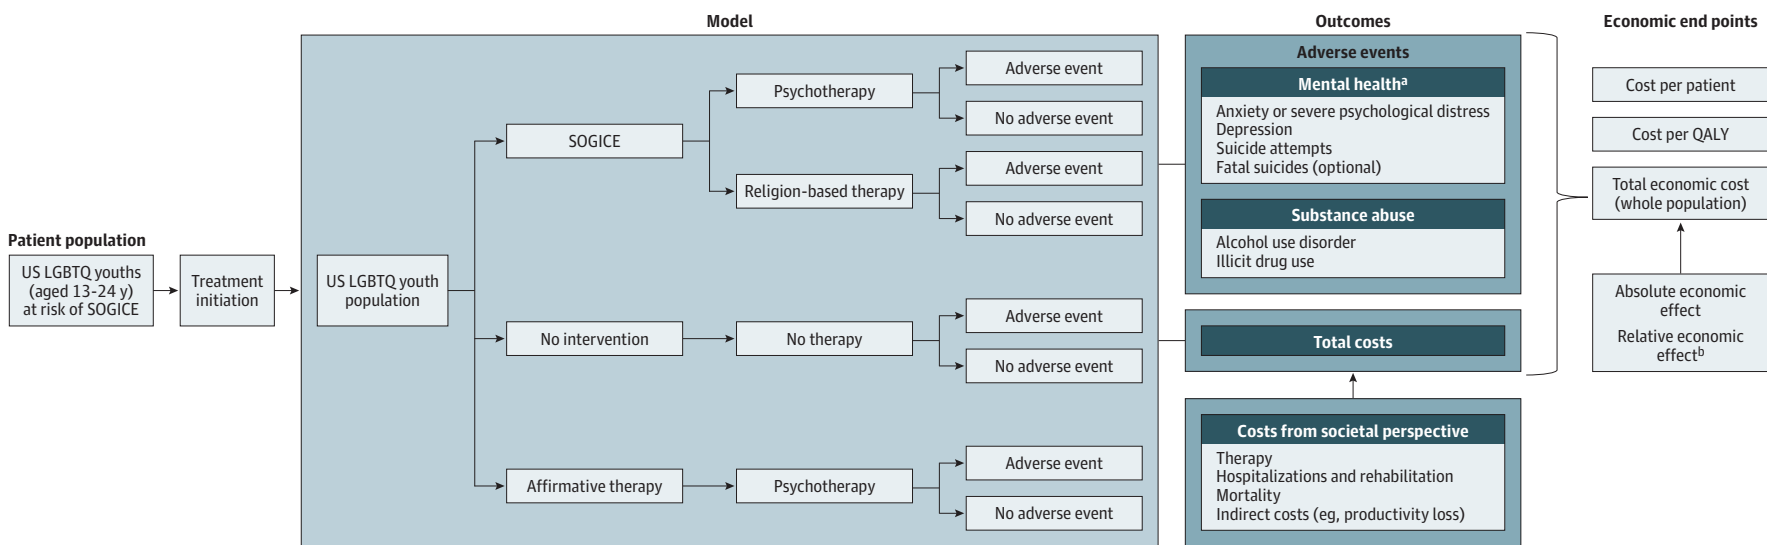 Model
Outcomes
Economic end points
Patient population
US LGBTQ youths
(aged 13-24 y)
at risk of SOGICE
Treatment
initiation
US LGBTQ youth
population
SOGICE
Psychotherapy
Adverse event
No adverse event
Religion-based therapy
Adverse event
No adverse event
No intervention
No therapy
Adverse event
No adverse event
Affirmative therapy
Psychotherapy
Adverse event
No adverse event
Adverse events
Mental healthᵃ
Anxiety or severe psychological distress
Depression
Suicide attempts
Fatal suicides (optional)
Substance abuse
Alcohol use disorder
Illicit drug use
Total costs
Costs from societal perspective
Therapy
Hospitalizations and rehabilitation
Mortality
Indirect costs (eg, productivity loss)
Cost per patient
Cost per QALY
Total economic cost
(whole population)
Absolute economic
effect
Relative economic
effectᵇ